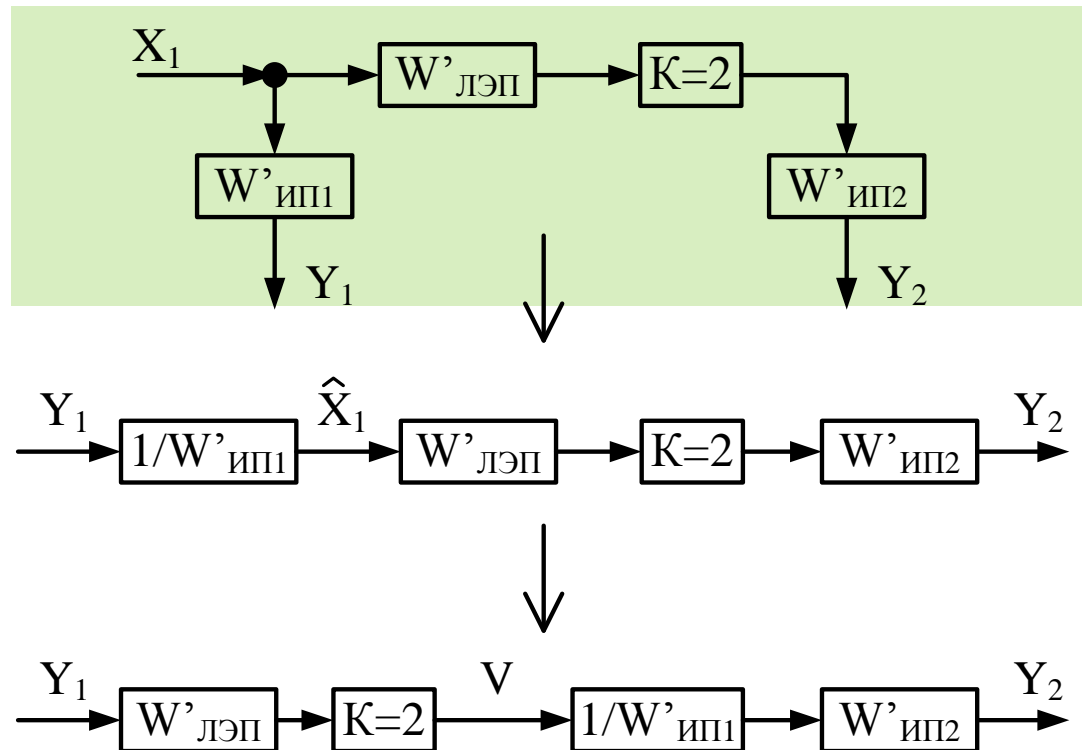 X₁ W’ЛЭП К=2
W’ИП1 W’ИП2
Y₁ Y₂
Y₁ 1/W’ИП1 X̂₁ W’ЛЭП К=2 W’ИП2 Y₂
Y₁ W’ЛЭП К=2 V 1/W’ИП1 W’ИП2 Y₂